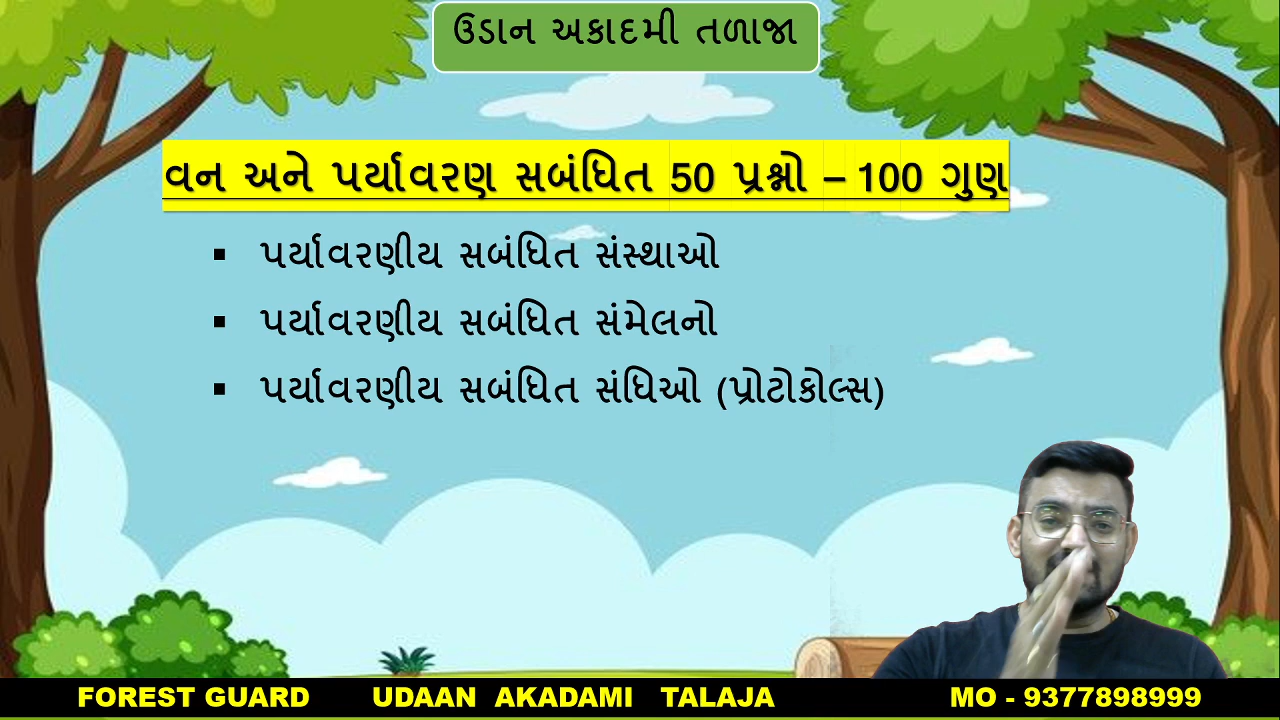 ઉડાન અકાદમી તળાજા
વન અને પર્યાવરણ સબંધિત 50 પ્રશ્નો – 100 ગુણ
▪ પર્યાવરણીય સબંધિત સંસ્થાઓ
▪ પર્યાવરણીય સબંધિત સંમેલનો
▪ પર્યાવરણીય સબંધિત સંધિઓ (પ્રોટોકોલ્સ)
FOREST GUARD UDAAN AKADAMI TALAJA MO - 9377898999